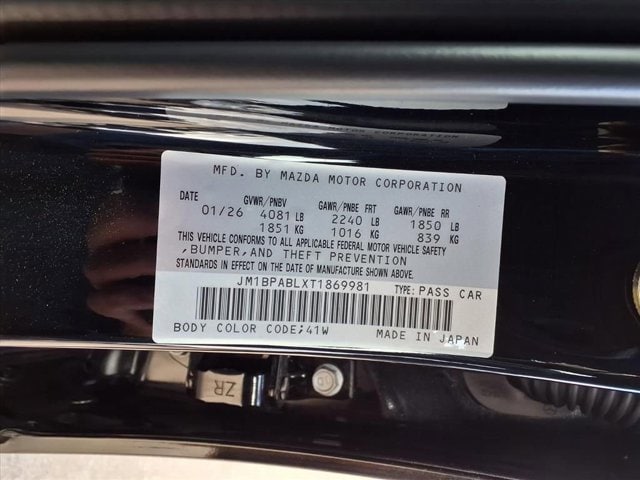 MFD. BY MAZDA MOTOR CORPORATION
DATE GVWR/PNBV GAWR/PNBE FRT GAWR/PNBE RR
01/26 4081 LB 2240 LB 1850 LB
1851 KG 1016 KG 839 KG
THIS VEHICLE CONFORMS TO ALL APPLICABLE FEDERAL MOTOR VEHICLE SAFETY
,BUMPER,AND THEFT PREVENTION
STANDARDS IN EFFECT ON THE DATE OF MANUFACTURE SHOWN ABOVE.
JM1BPABLXT1869981 TYPE: PASS CAR
BODY COLOR CODE;41W MADE IN JAPAN
ZR